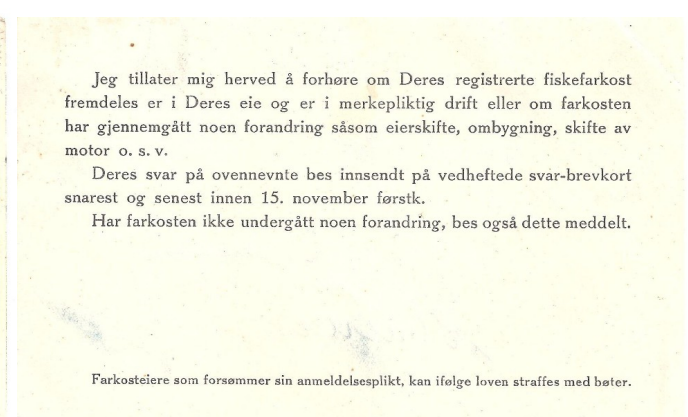 Jeg tillater mig herved å forhøre om Deres registrerte fiskefarkost
fremdeles er i Deres eie og er i merkepliktig drift eller om farkosten
har gjennemgått noen forandring såsom eierskifte, ombygning, skifte av
motor o. s. v.
Deres svar på ovennevnte bes innsendt på vedheftede svar-brevkort
snarest og senest innen 15. november førstk.
Har farkosten ikke undergått noen forandring, bes også dette meddelt.
Farkosteiere som forsømmer sin anmeldelsesplikt, kan ifølge loven straffes med bøter.